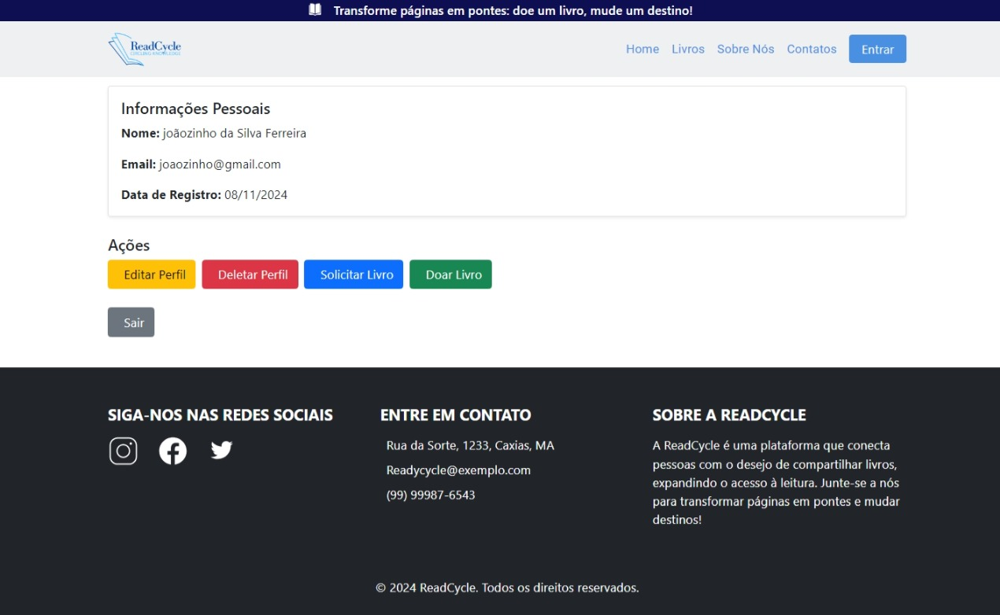 Transforme páginas em pontes: doe um livro, mude um destino!
ReadCycle
CIRCLING KNOWLEDGE
Home Livros Sobre Nós Contatos Entrar
Informações Pessoais
Nome: joãozinho da Silva Ferreira
Email: joaozinho@gmail.com
Data de Registro: 08/11/2024
Ações
Editar Perfil Deletar Perfil Solicitar Livro Doar Livro
Sair
SIGA-NOS NAS REDES SOCIAIS
ENTRE EM CONTATO
Rua da Sorte, 1233, Caxias, MA
Readycycle@exemplo.com
(99) 99987-6543
SOBRE A READCYCLE
A ReadCycle é uma plataforma que conecta
pessoas com o desejo de compartilhar livros,
expandindo o acesso à leitura. Junte-se a nós
para transformar páginas em pontes e mudar
destinos!
© 2024 ReadCycle. Todos os direitos reservados.